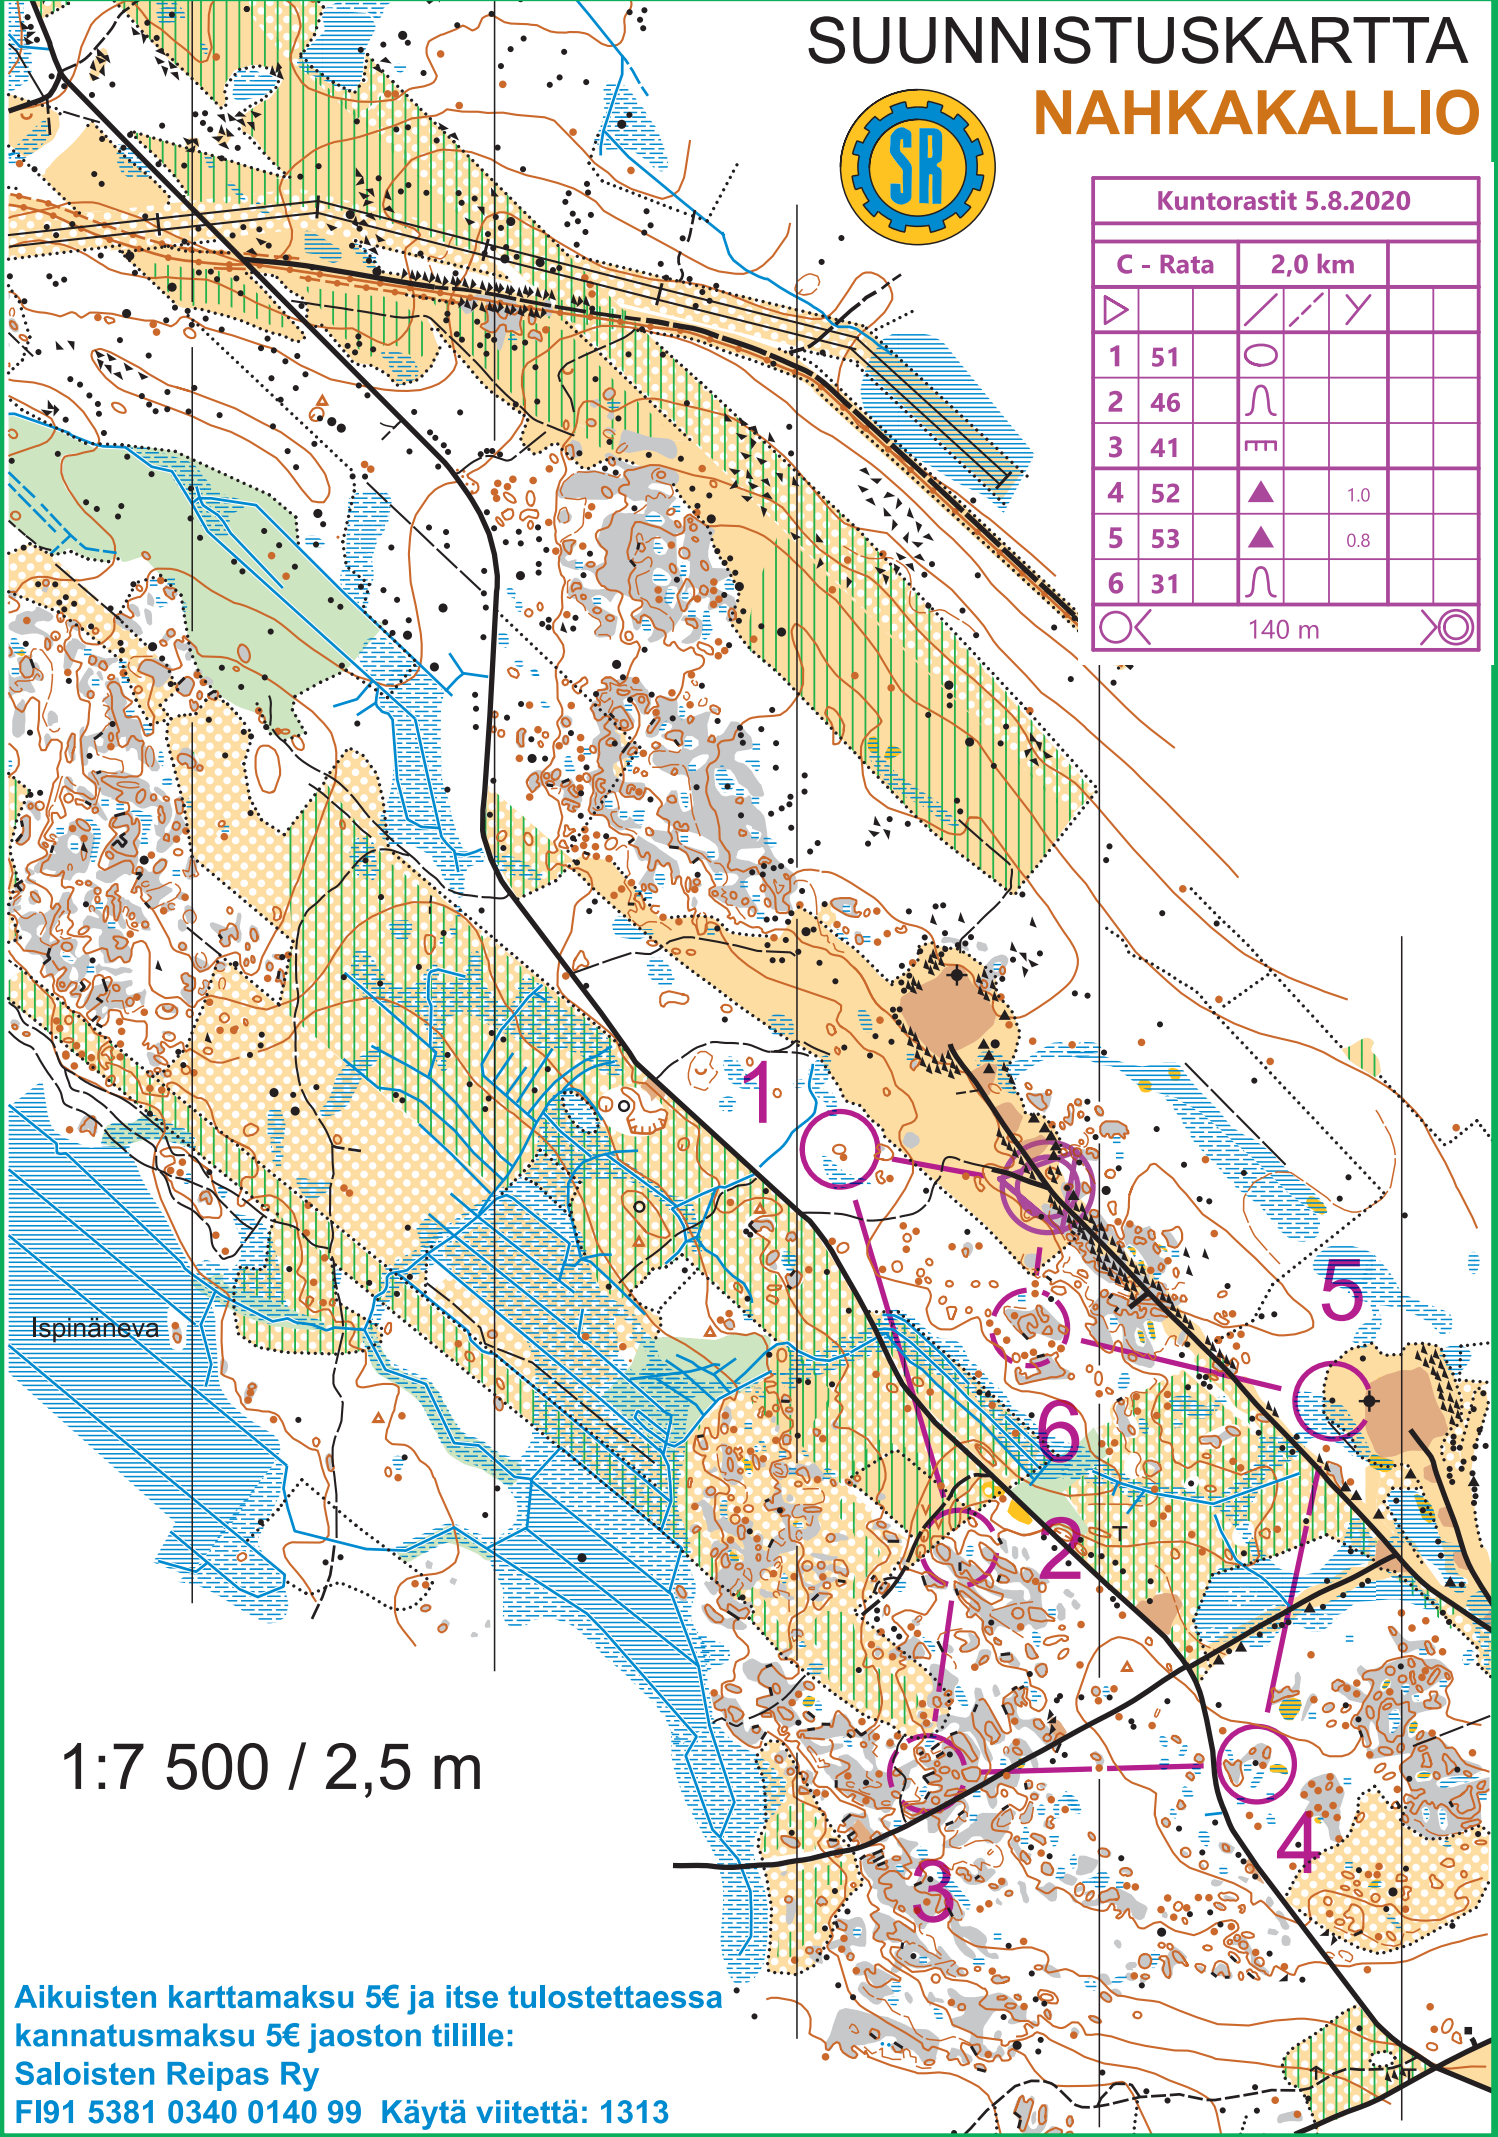 SUUNNISTUSKARTTA
NAHKAKALLIO
SR
Kuntorastit 5.8.2020
C - Rata 2,0 km
1 51
2 46
3 41
4 52 1.0
5 53 0.8
6 31
140 m
1
5
6
2
4
3
Ispinäneva
1:7 500 / 2,5 m
Aikuisten karttamaksu 5€ ja itse tulostettaessa
kannatusmaksu 5€ jaoston tilille:
Saloisten Reipas Ry
FI91 5381 0340 0140 99 Käytä viitettä: 1313